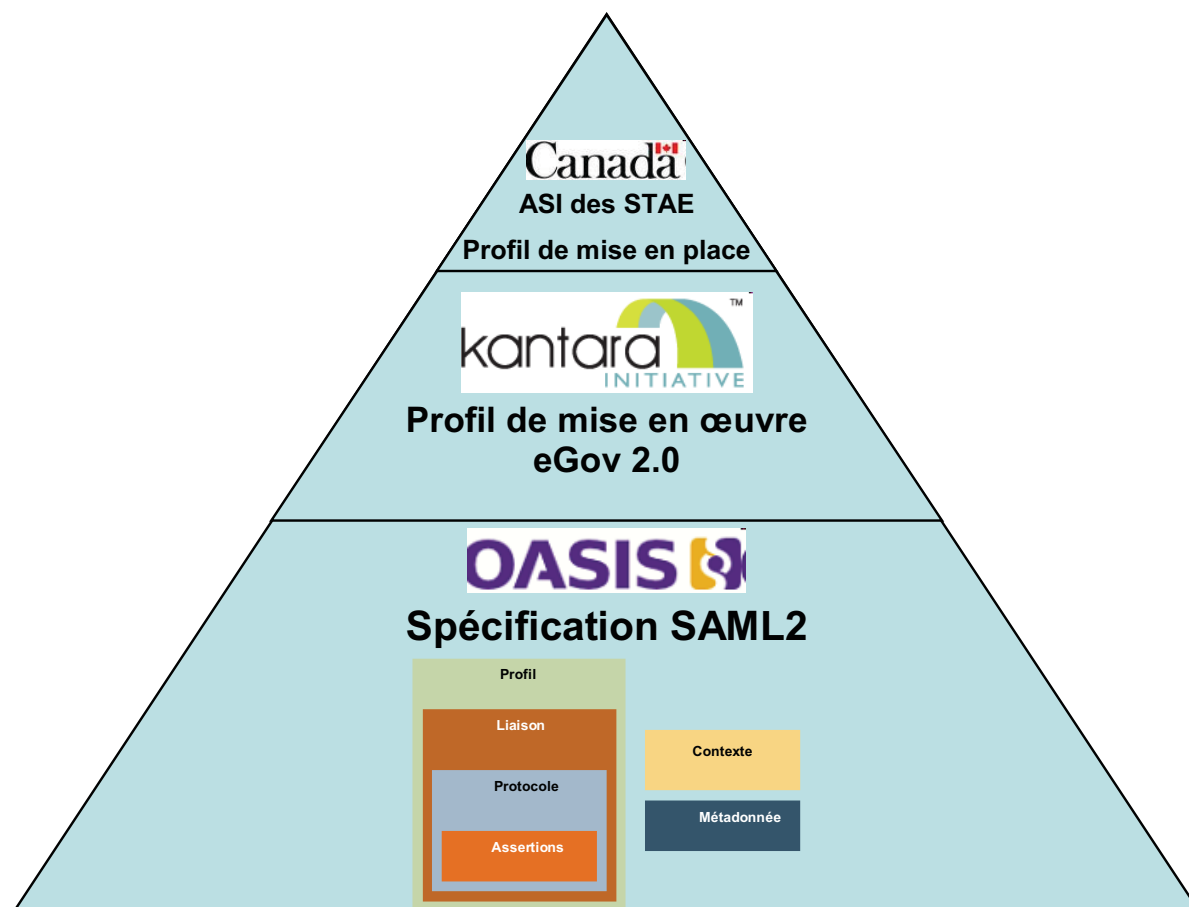 Canada
ASI des STAE
Profil de mise en place
kantara
TM
INITIATIVE
Profil de mise en œuvre
eGov 2.0
OASIS
Spécification SAML2
Profil
Liaison
Protocole
Assertions
Contexte
Métadonnée